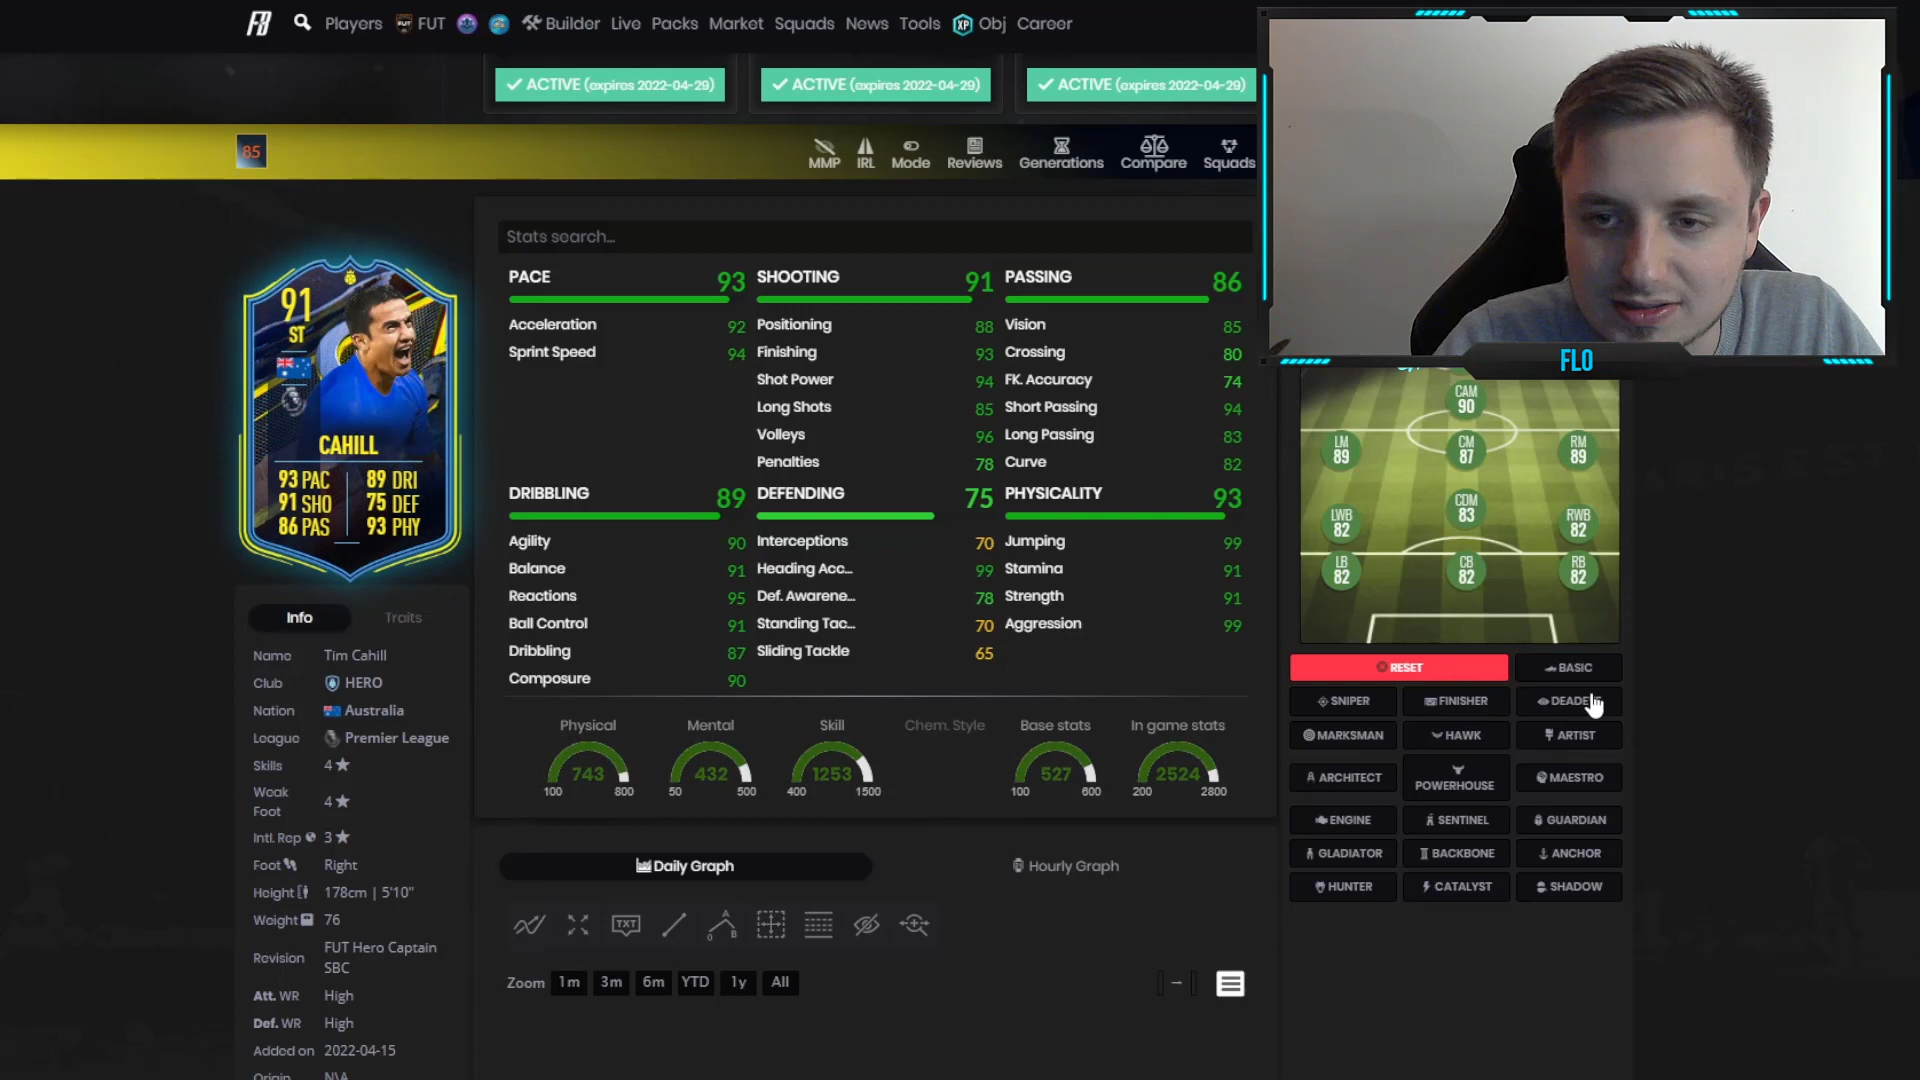 FB Players FUT Builder Live Packs Market Squads News Tools XP Obj Career
ACTIVE (expires 2022-04-29) ACTIVE (expires 2022-04-29) ACTIVE (expires 2022-04-29)
85 MMP IRL Mode Reviews Generations Compare Squads
FLO
Stats search...
91
ST
CAHILL
93 PAC 89 DRI
91 SHO 75 DEF
86 PAS 93 PHY
PACE 93
Acceleration 92
Sprint Speed 94
SHOOTING 91
Positioning 88
Finishing 93
Shot Power 94
Long Shots 85
Volleys 96
Penalties 78
PASSING 86
Vision 85
Crossing 80
FK. Accuracy 74
Short Passing 94
Long Passing 83
Curve 82
DRIBBLING 89
Agility 90
Balance 91
Reactions 95
Ball Control 91
Dribbling 87
Composure 90
DEFENDING 75
Interceptions 70
Heading Acc... 99
Def. Awarene... 78
Standing Tac... 70
Sliding Tackle 65
PHYSICALITY 93
Jumping 99
Stamina 91
Strength 91
Aggression 99
Physical Mental Skill Chem. Style Base stats In game stats
743 432 1253 527 2524
100 800 50 500 400 1500 100 600 200 2800
Info Traits
Name Tim Cahill
Club HERO
Nation Australia
League Premier League
Skills 4★
Weak
Foot 4★
Intl. Rep 3★
Foot Right
Height 178cm | 5'10"
Weight 76
Revision FUT Hero Captain
SBC
Att. WR High
Def. WR High
Added on 2022-04-15
Origin N\A
Daily Graph Hourly Graph
TXT
A
O B
Zoom 1m 3m 6m YTD 1y All
–
CAM
90
LM CM RM
89 87 89
CDM
83
LWB RWB
82 82
LB CB RB
82 82 82
RESET BASIC
SNIPER FINISHER
MARKSMAN HAWK ARTIST
ARCHITECT POWERHOUSE MAESTRO
ENGINE SENTINEL GUARDIAN
GLADIATOR BACKBONE ANCHOR
HUNTER CATALYST SHADOW